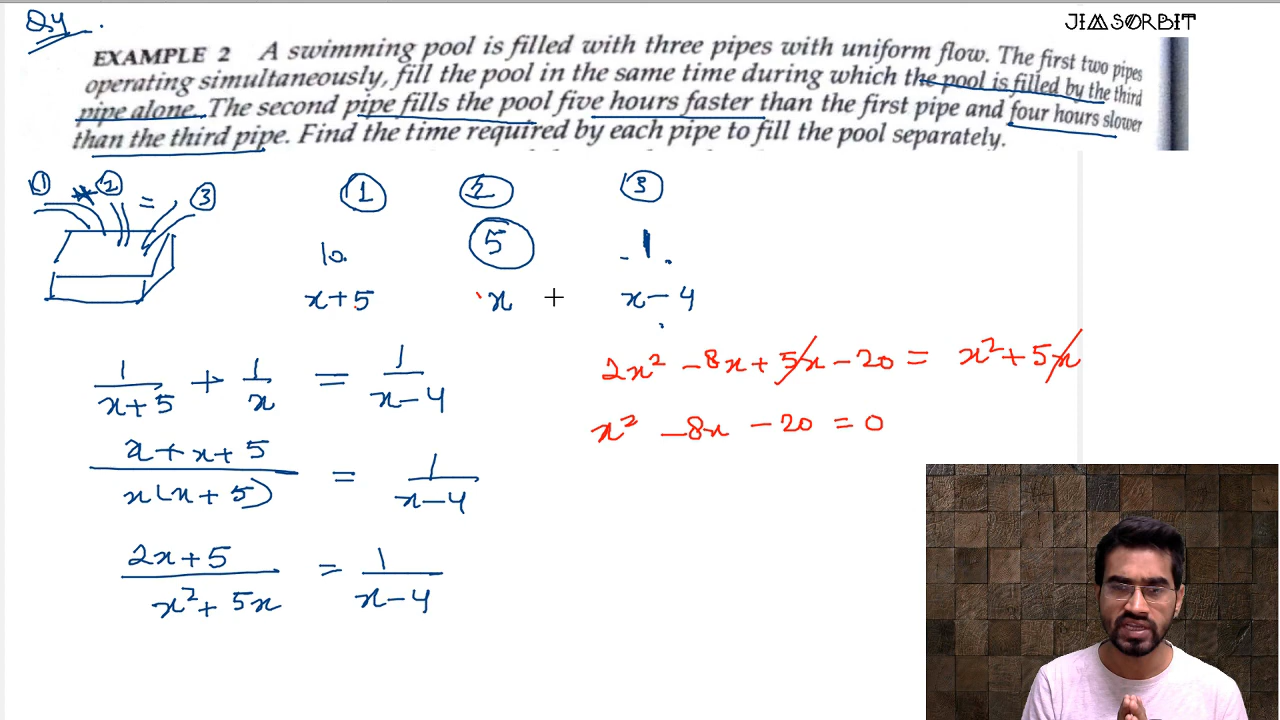 Q4.
JIMSORBIT
EXAMPLE 2 A swimming pool is filled with three pipes with uniform flow. The first two pipes
operating simultaneously, fill the pool in the same time during which the pool is filled by the third
pipe alone. The second pipe fills the pool five hours faster than the first pipe and four hours slower
than the third pipe. Find the time required by each pipe to fill the pool separately.
① ② = ③
① ② ③
10. 5 .1.
x+5 x x-4
1/(x+5) + 1/x = 1/(x-4)
(x+x+5)/(x(x+5)) = 1/(x-4)
(2x+5)/(x²+5x) = 1/(x-4)
2x² -8x+5x-20 = x²+5x
x² -8x -20 = 0